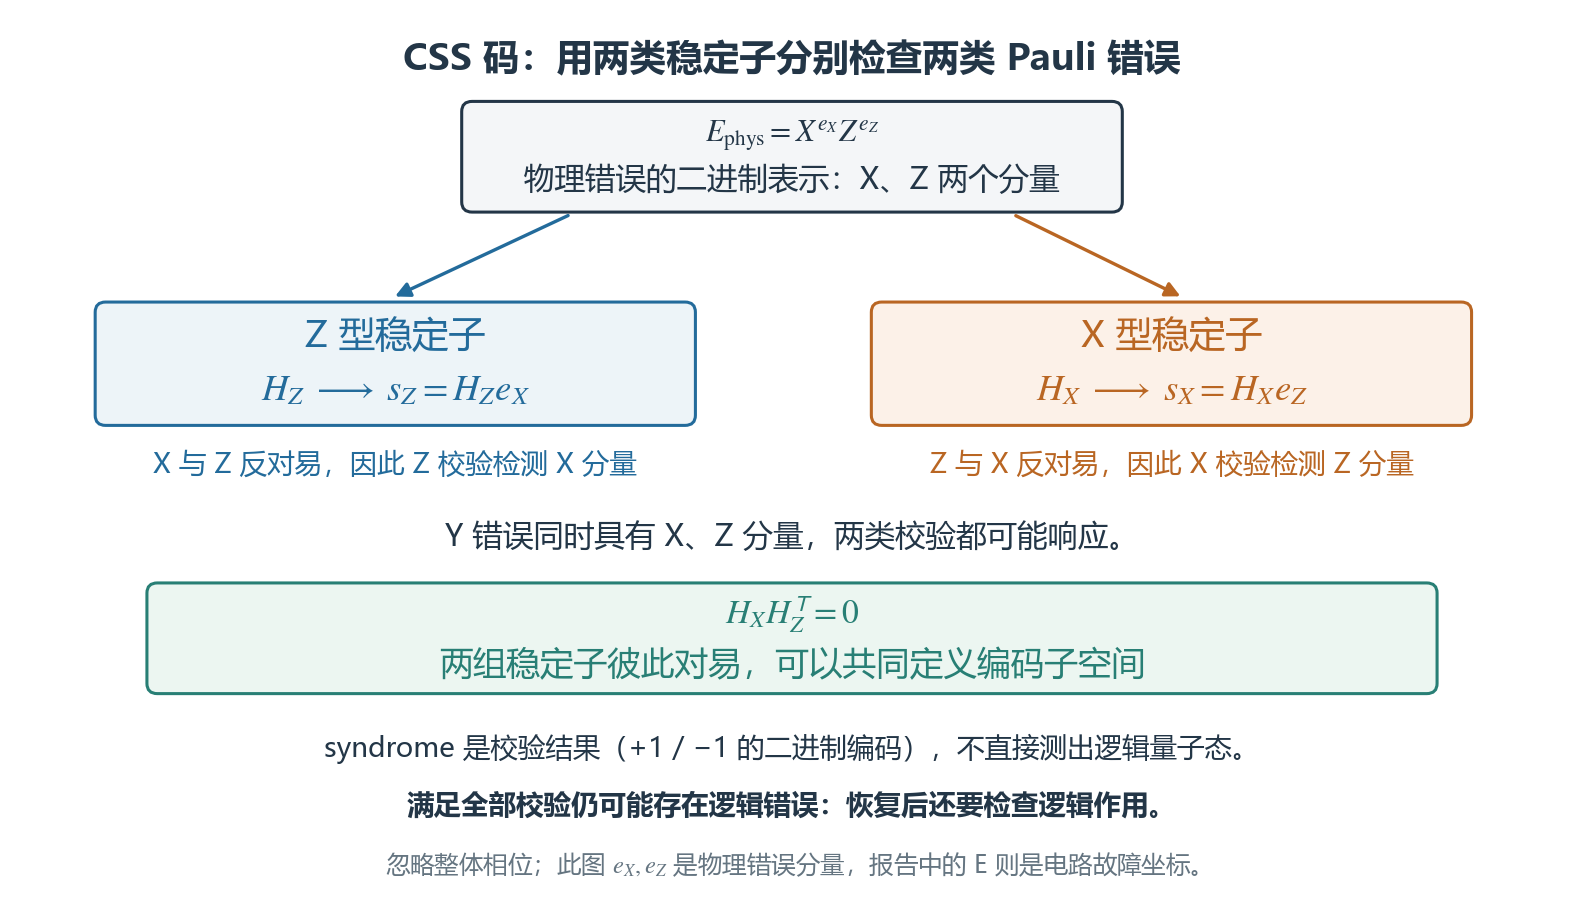 CSS 码：用两类稳定子分别检查两类 Pauli 错误
E_phys = X^{e_X} Z^{e_Z}
物理错误的二进制表示：X、Z 两个分量
Z 型稳定子
H_Z ⟶ s_Z = H_Z e_X
X 与 Z 反对易，因此 Z 校验检测 X 分量
X 型稳定子
H_X ⟶ s_X = H_X e_Z
Z 与 X 反对易，因此 X 校验检测 Z 分量
Y 错误同时具有 X、Z 分量，两类校验都可能响应。
H_X H_Z^T = 0
两组稳定子彼此对易，可以共同定义编码子空间
syndrome 是校验结果（+1 / −1 的二进制编码），不直接测出逻辑量子态。
满足全部校验仍可能存在逻辑错误：恢复后还要检查逻辑作用。
忽略整体相位；此图 e_X, e_Z 是物理错误分量，报告中的 E 则是电路故障坐标。